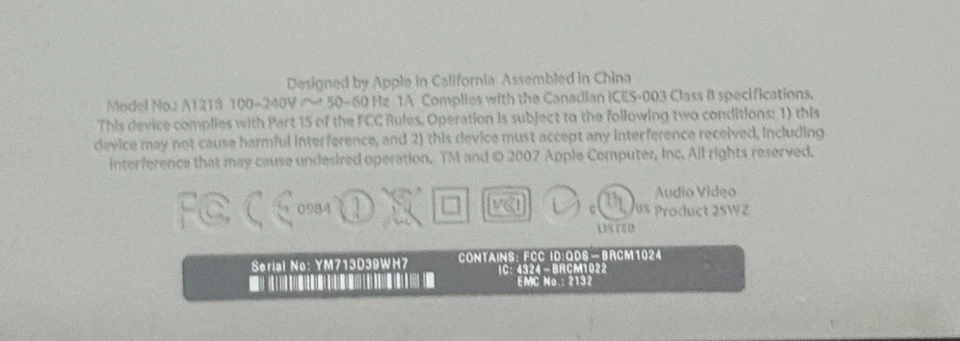 Designed by Apple in California Assembled in China
Model No.: A1218 100-240V ~ 50-60 Hz 1A Complies with the Canadian ICES-003 Class B specifications.
This device complies with Part 15 of the FCC Rules. Operation is subject to the following two conditions: 1) this
device may not cause harmful interference, and 2) this device must accept any interference received, including
interference that may cause undesired operation. TM and © 2007 Apple Computer, Inc. All rights reserved.
FC CE 0984 VCI c UL us
LISTED
Audio Video
Product 25WZ
Serial No: YM713D39WH7
CONTAINS: FCC ID:QDS-BRCM1024
IC: 4324-BRCM1022
EMC No.: 2132